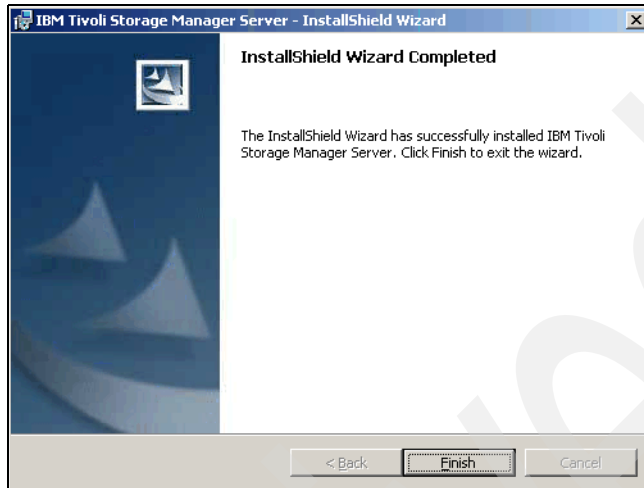 IBM Tivoli Storage Manager Server - InstallShield Wizard
InstallShield Wizard Completed
The InstallShield Wizard has successfully installed IBM Tivoli
Storage Manager Server. Click Finish to exit the wizard.
< Back
Finish
Cancel